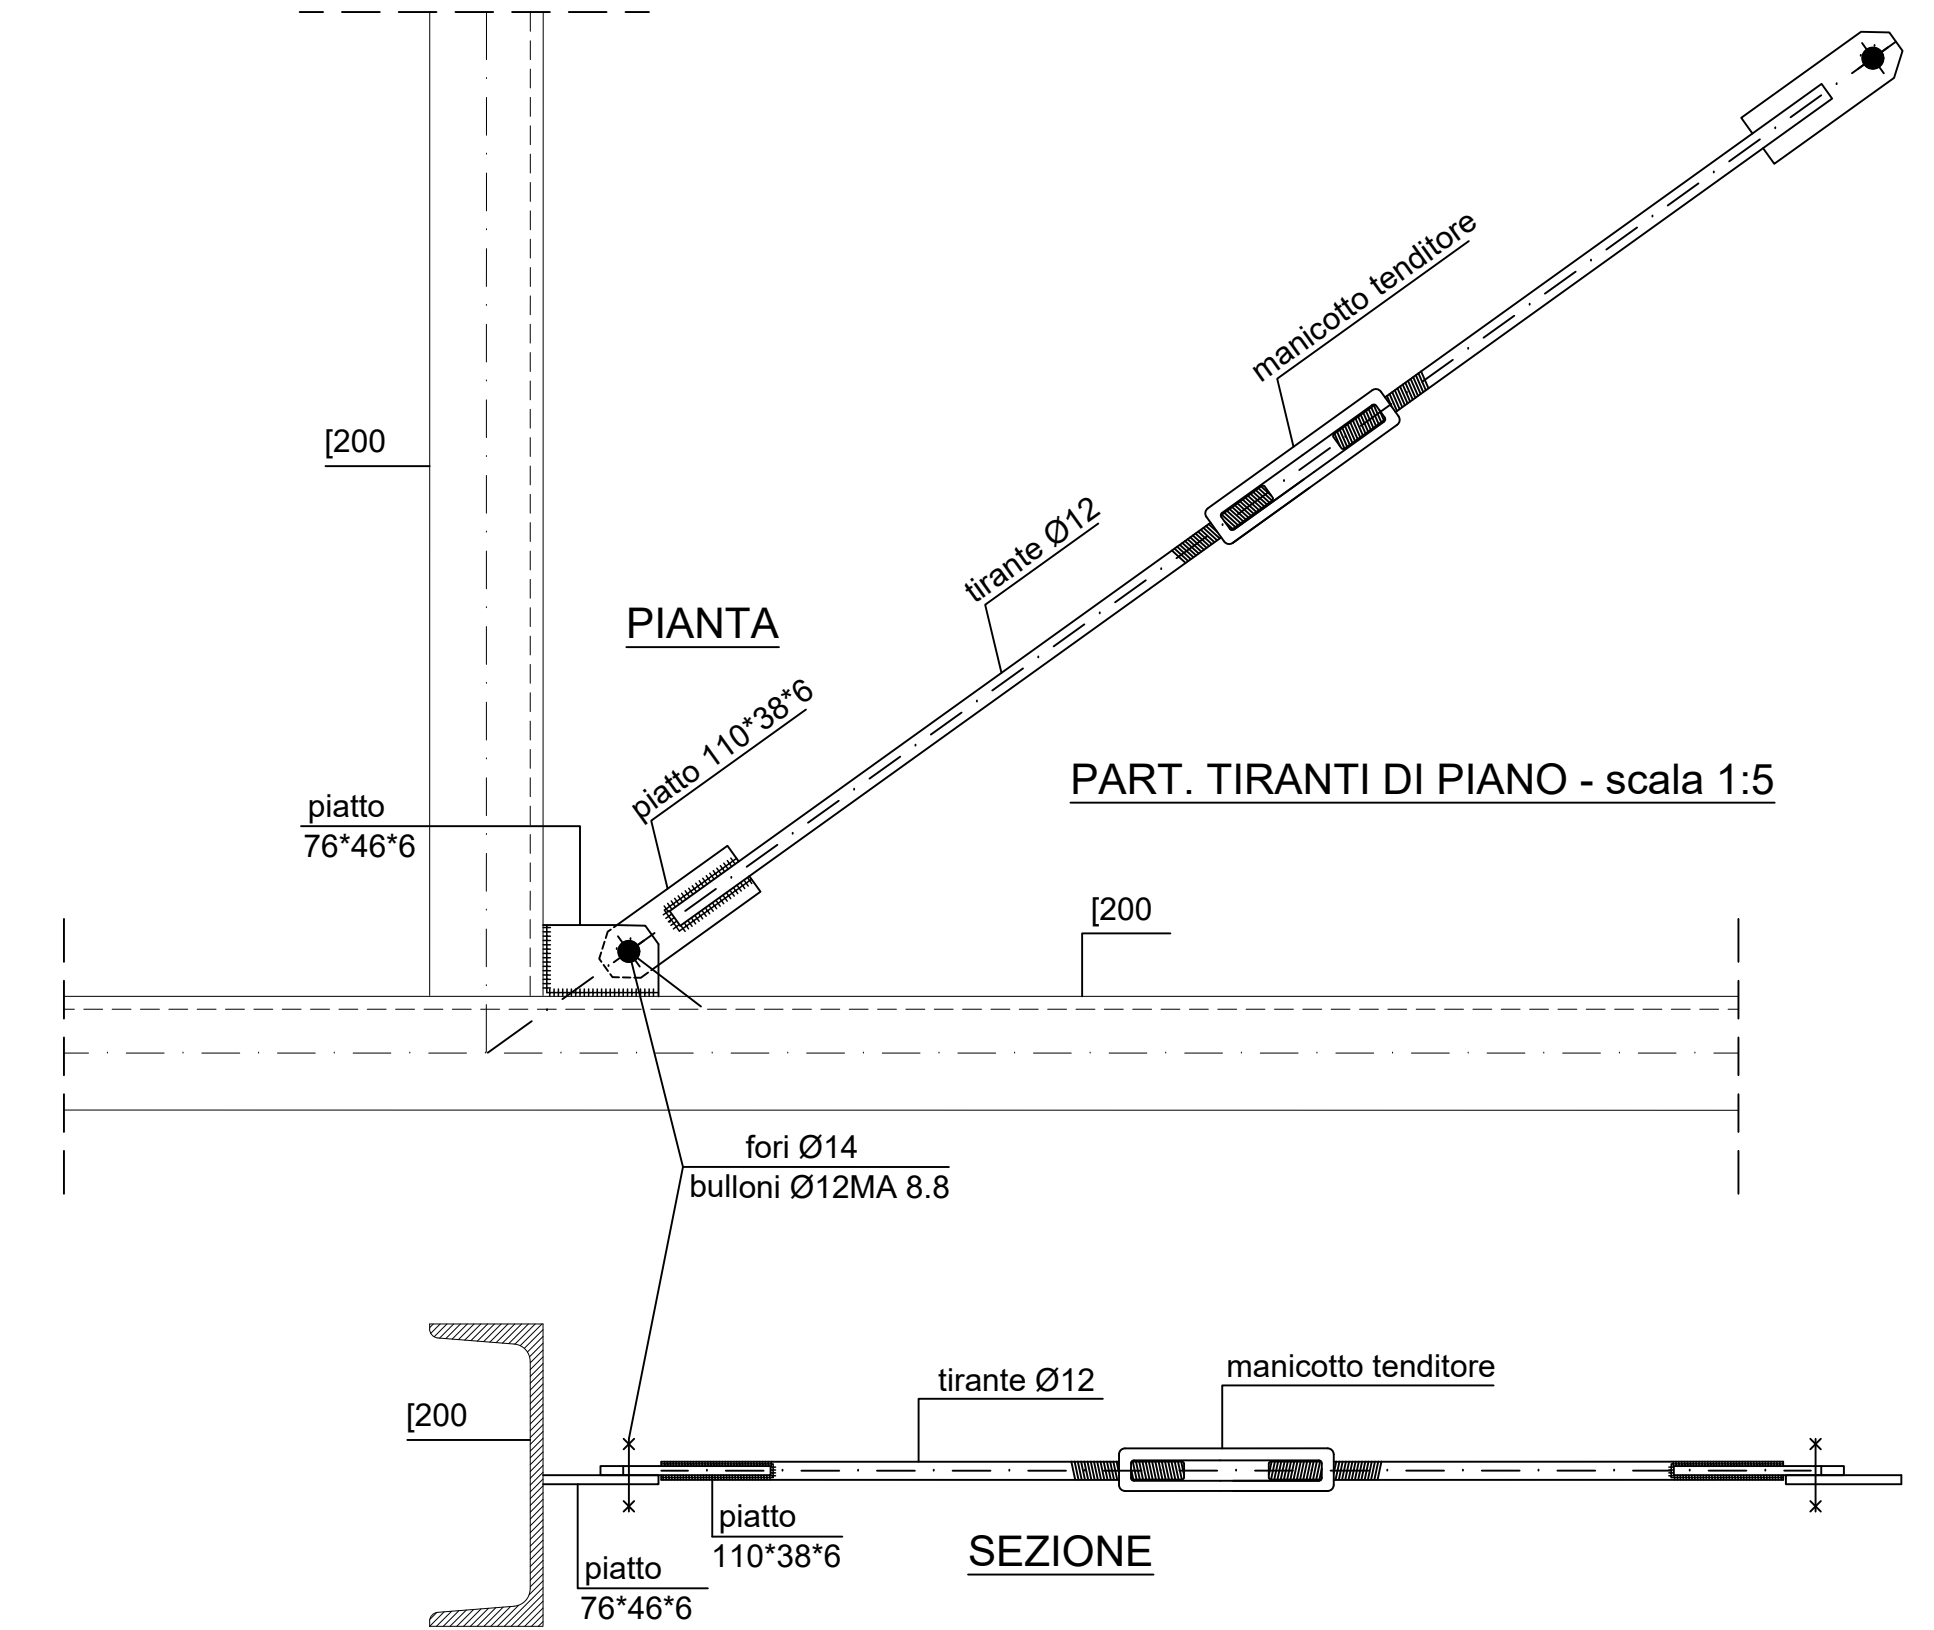 manicotto tenditore
[200
tirante Ø12
PIANTA
piatto 110*38*6
PART. TIRANTI DI PIANO - scala 1:5
piatto
76*46*6
[200
fori Ø14
bulloni Ø12MA 8.8
manicotto tenditore
tirante Ø12
[200
piatto
110*38*6
SEZIONE
piatto
76*46*6